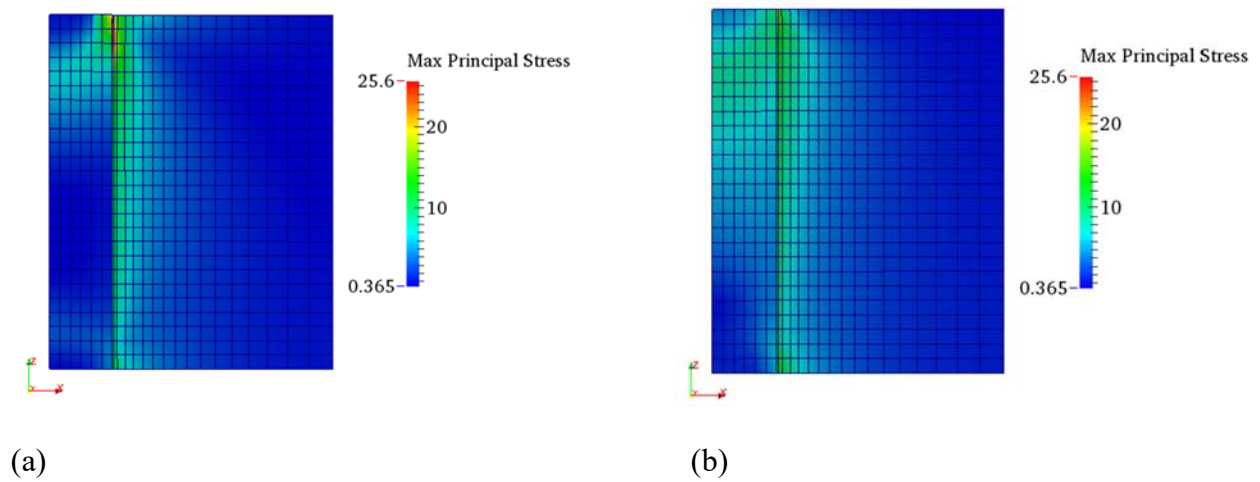 Max Principal Stress
25.6
20
10
0.365
Z
Y
X
Max Principal Stress
25.6
20
10
0.365
Z
Y
X
(a)
(b)